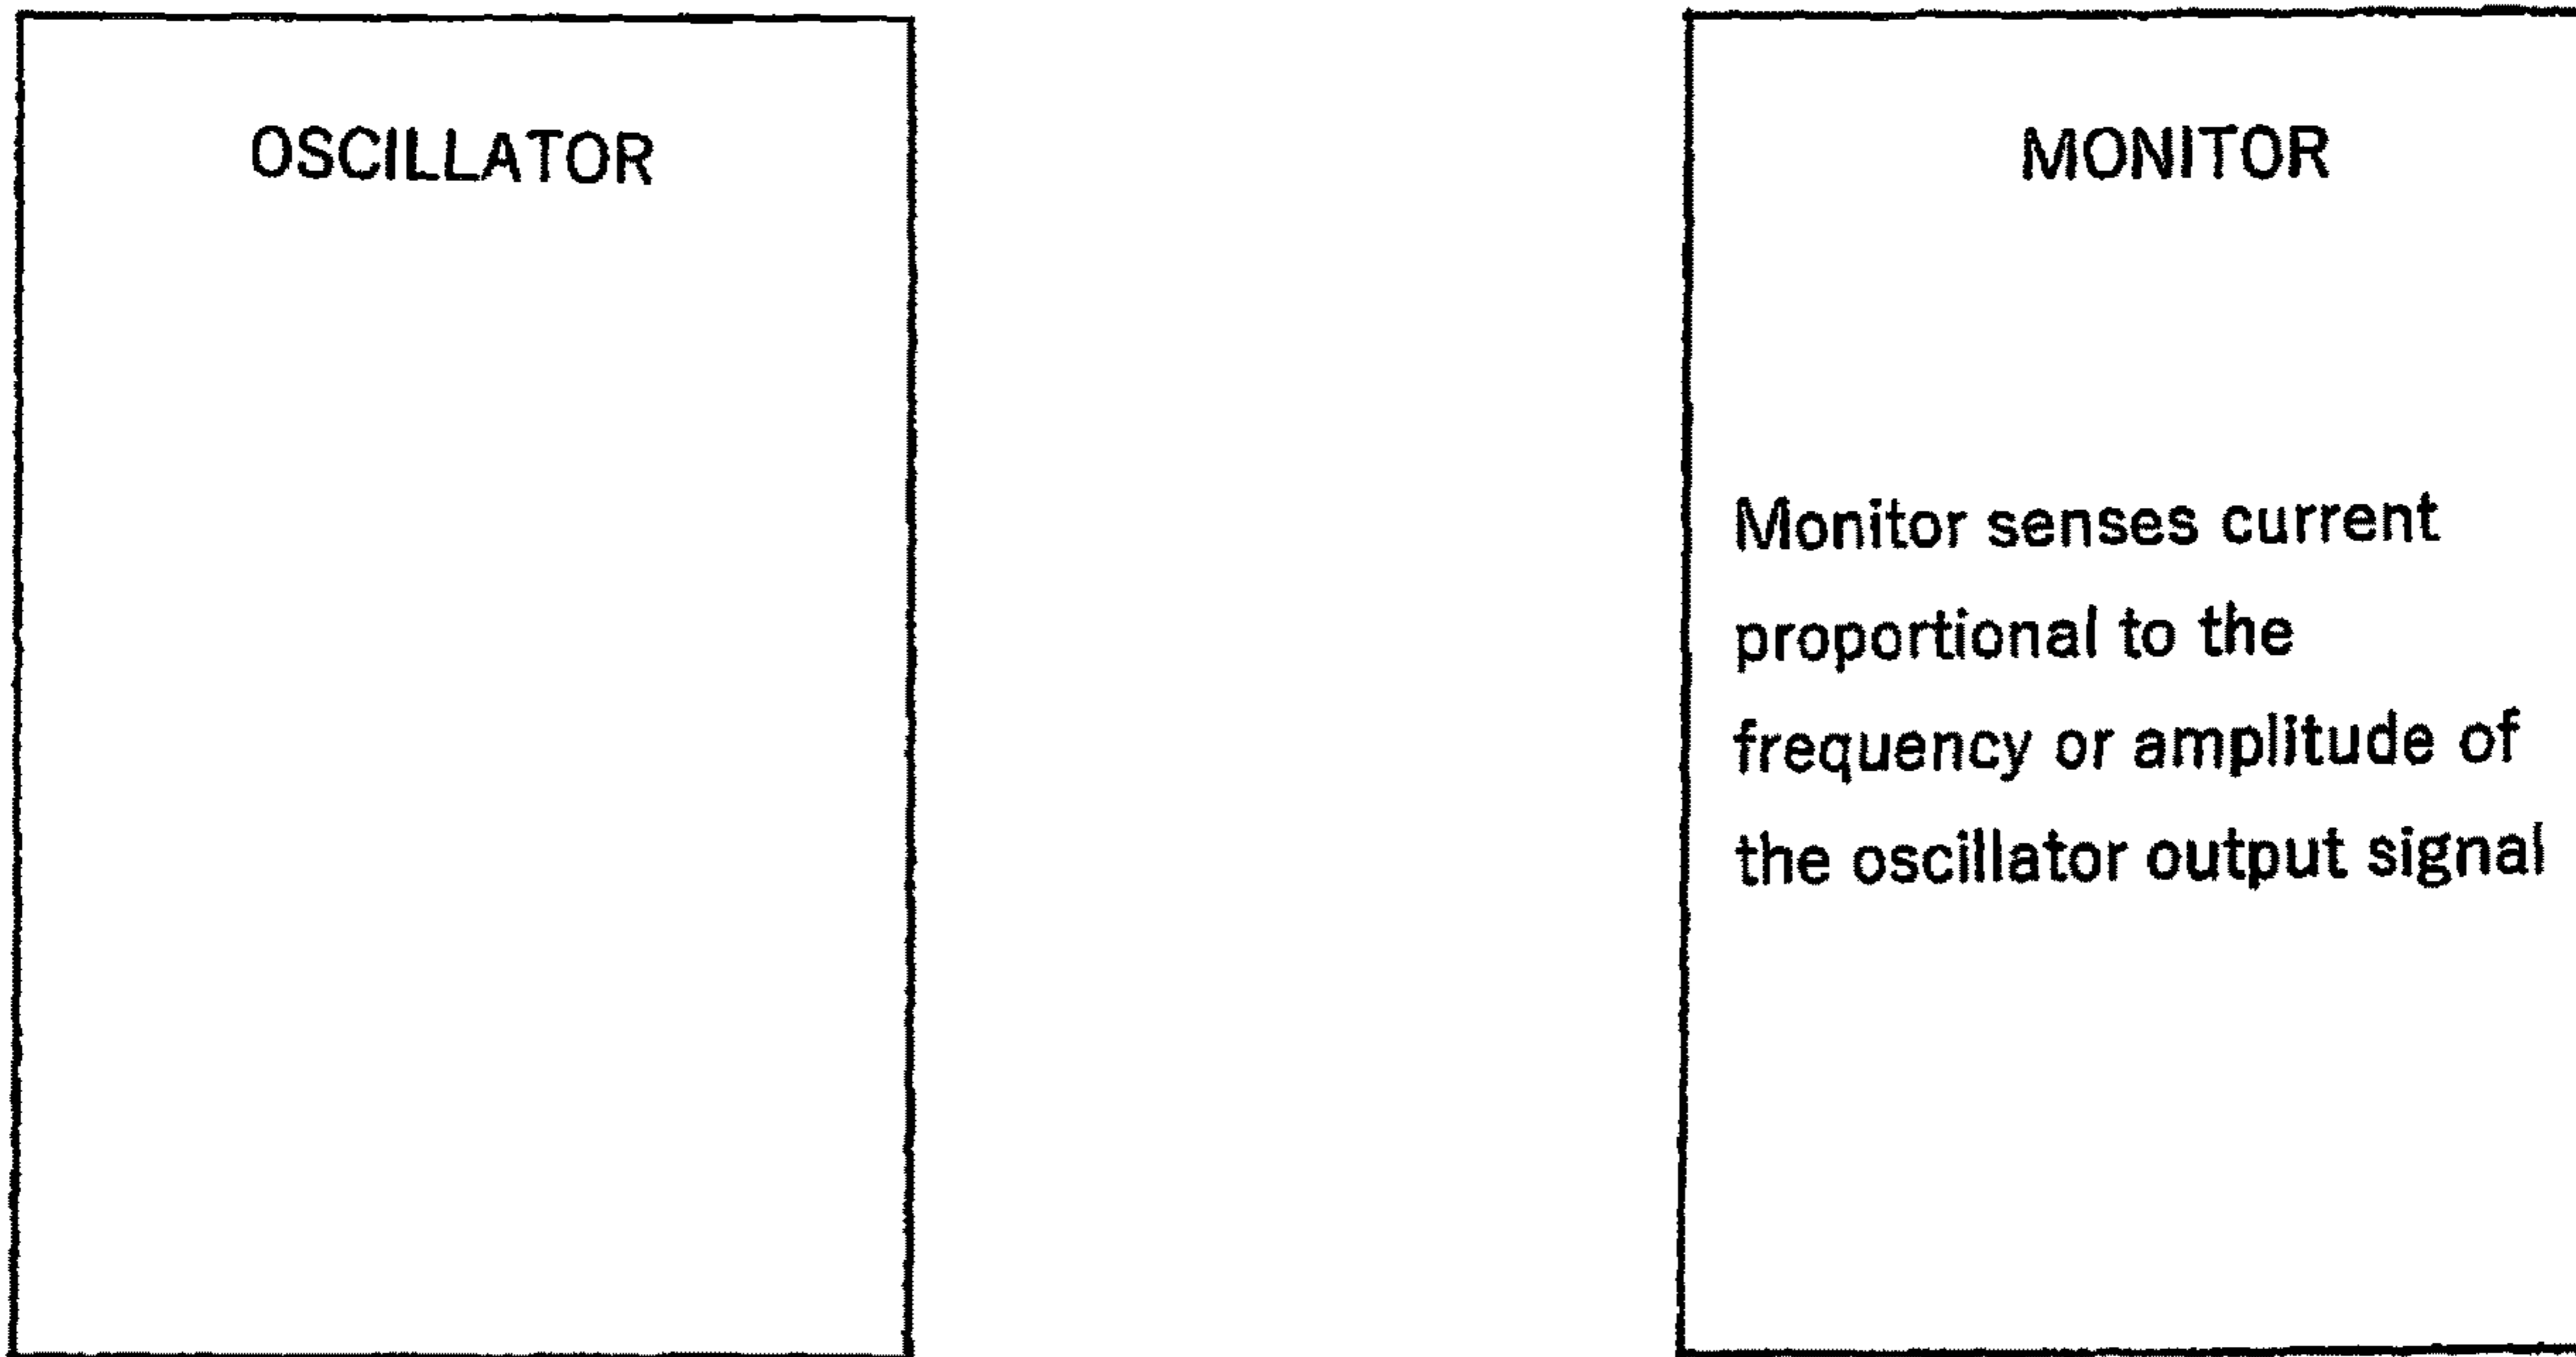 OSCILLATOR
MONITOR
Monitor senses current
proportional to the
frequency or amplitude of
the oscillator output signal